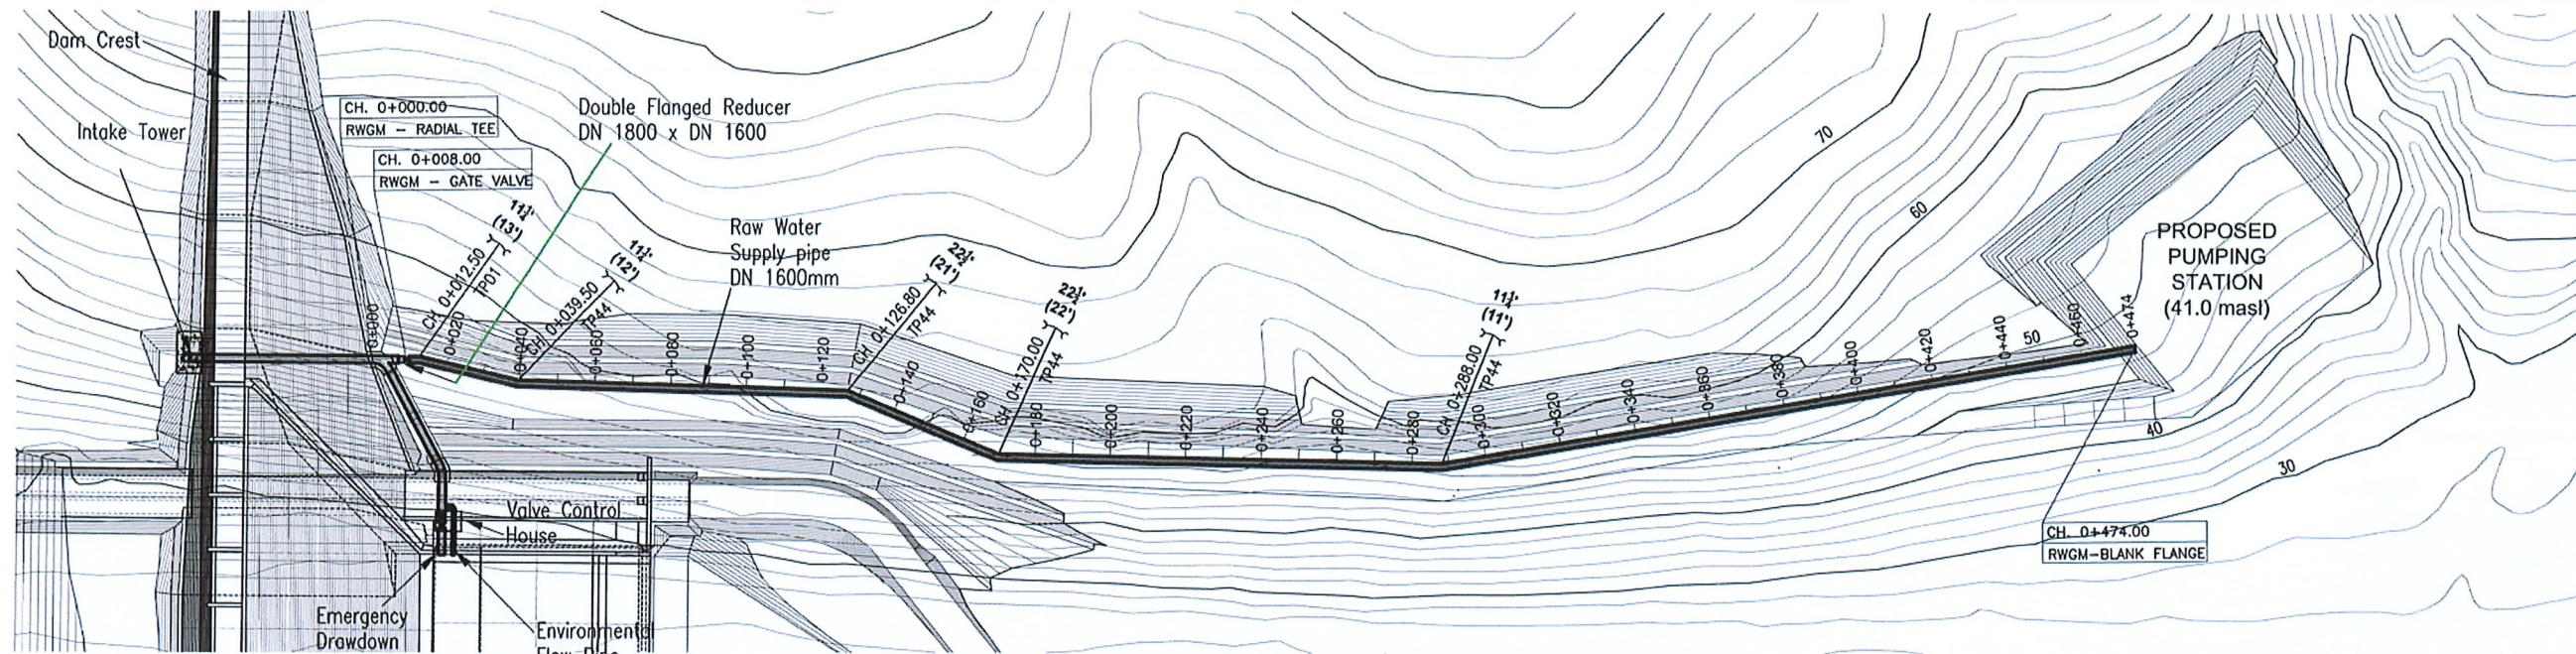 Dam Crest
Intake Tower
CH. 0+000.00
RWGM - RADIAL TEE
CH. 0+008.00
RWGM - GATE VALVE
Double Flanged Reducer
DN 1800 x DN 1600
Raw Water
Supply pipe
DN 1600mm
11¼°
(13°)
CH 0+012.50
TP01
11¼°
(12°)
CH 0+039.50
TP44
22½°
(21°)
CH 0+126.80
TP44
22½°
(22°)
CH 0+170.00
TP44
11¼°
(11°)
CH 0+288.00
TP44
0+000
0+020
0+040
0+060
0+080
0+100
0+120
0+140
0+160
0+180
0+200
0+220
0+240
0+260
0+280
0+300
0+320
0+340
0+360
0+380
0+400
0+420
0+440
0+460
0+474
70
60
50
40
30
PROPOSED
PUMPING
STATION
(41.0 masl)
CH. 0+474.00
RWGM-BLANK FLANGE
Valve Control
House
Emergency
Drawdown
Environmental